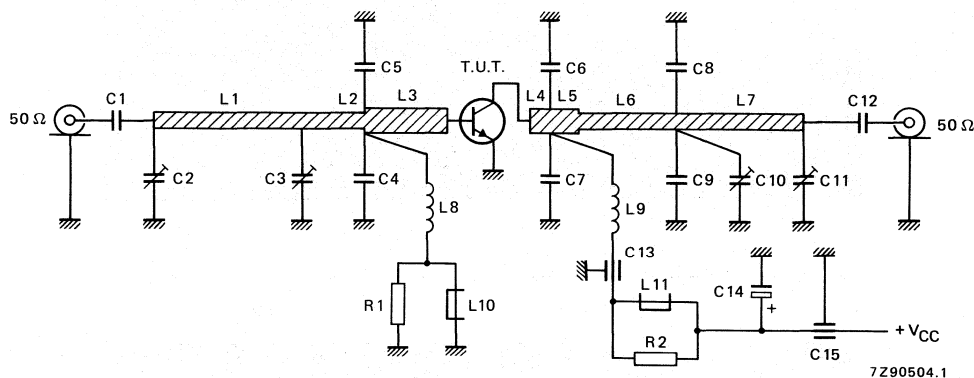 C5
T.U.T.
C6
C8
C1
L1
L2
L3
L4
L5
L6
L7
C12
50 Ω
50 Ω
C2
C3
C4
C7
C9
C10
C11
L8
L9
C13
R1
L10
L11
C14
+
R2
+VCC
C15
7Z90504.1